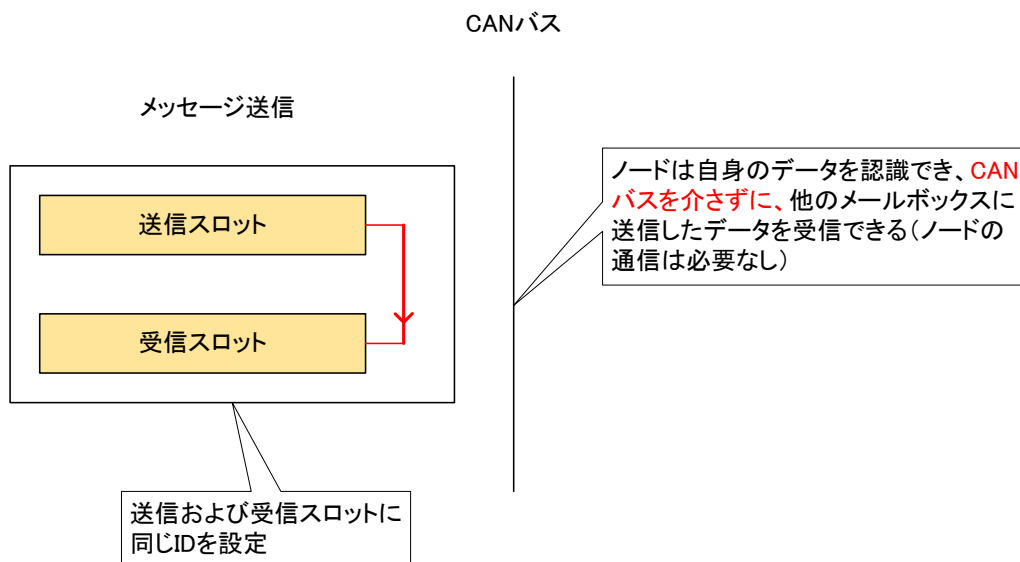 CANバス
メッセージ送信
送信スロット
受信スロット
ノードは自身のデータを認識でき、CAN
バスを介さずに、他のメールボックスに
送信したデータを受信できる(ノードの
通信は必要なし)
送信および受信スロットに
同じIDを設定